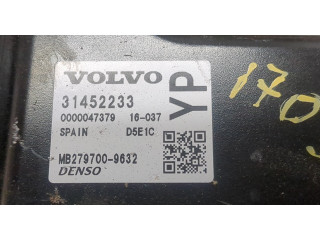 VOLVO
31452233
0000047379 16-037
SPAIN D5E1C
MB279700-9632
DENSO
YP
170